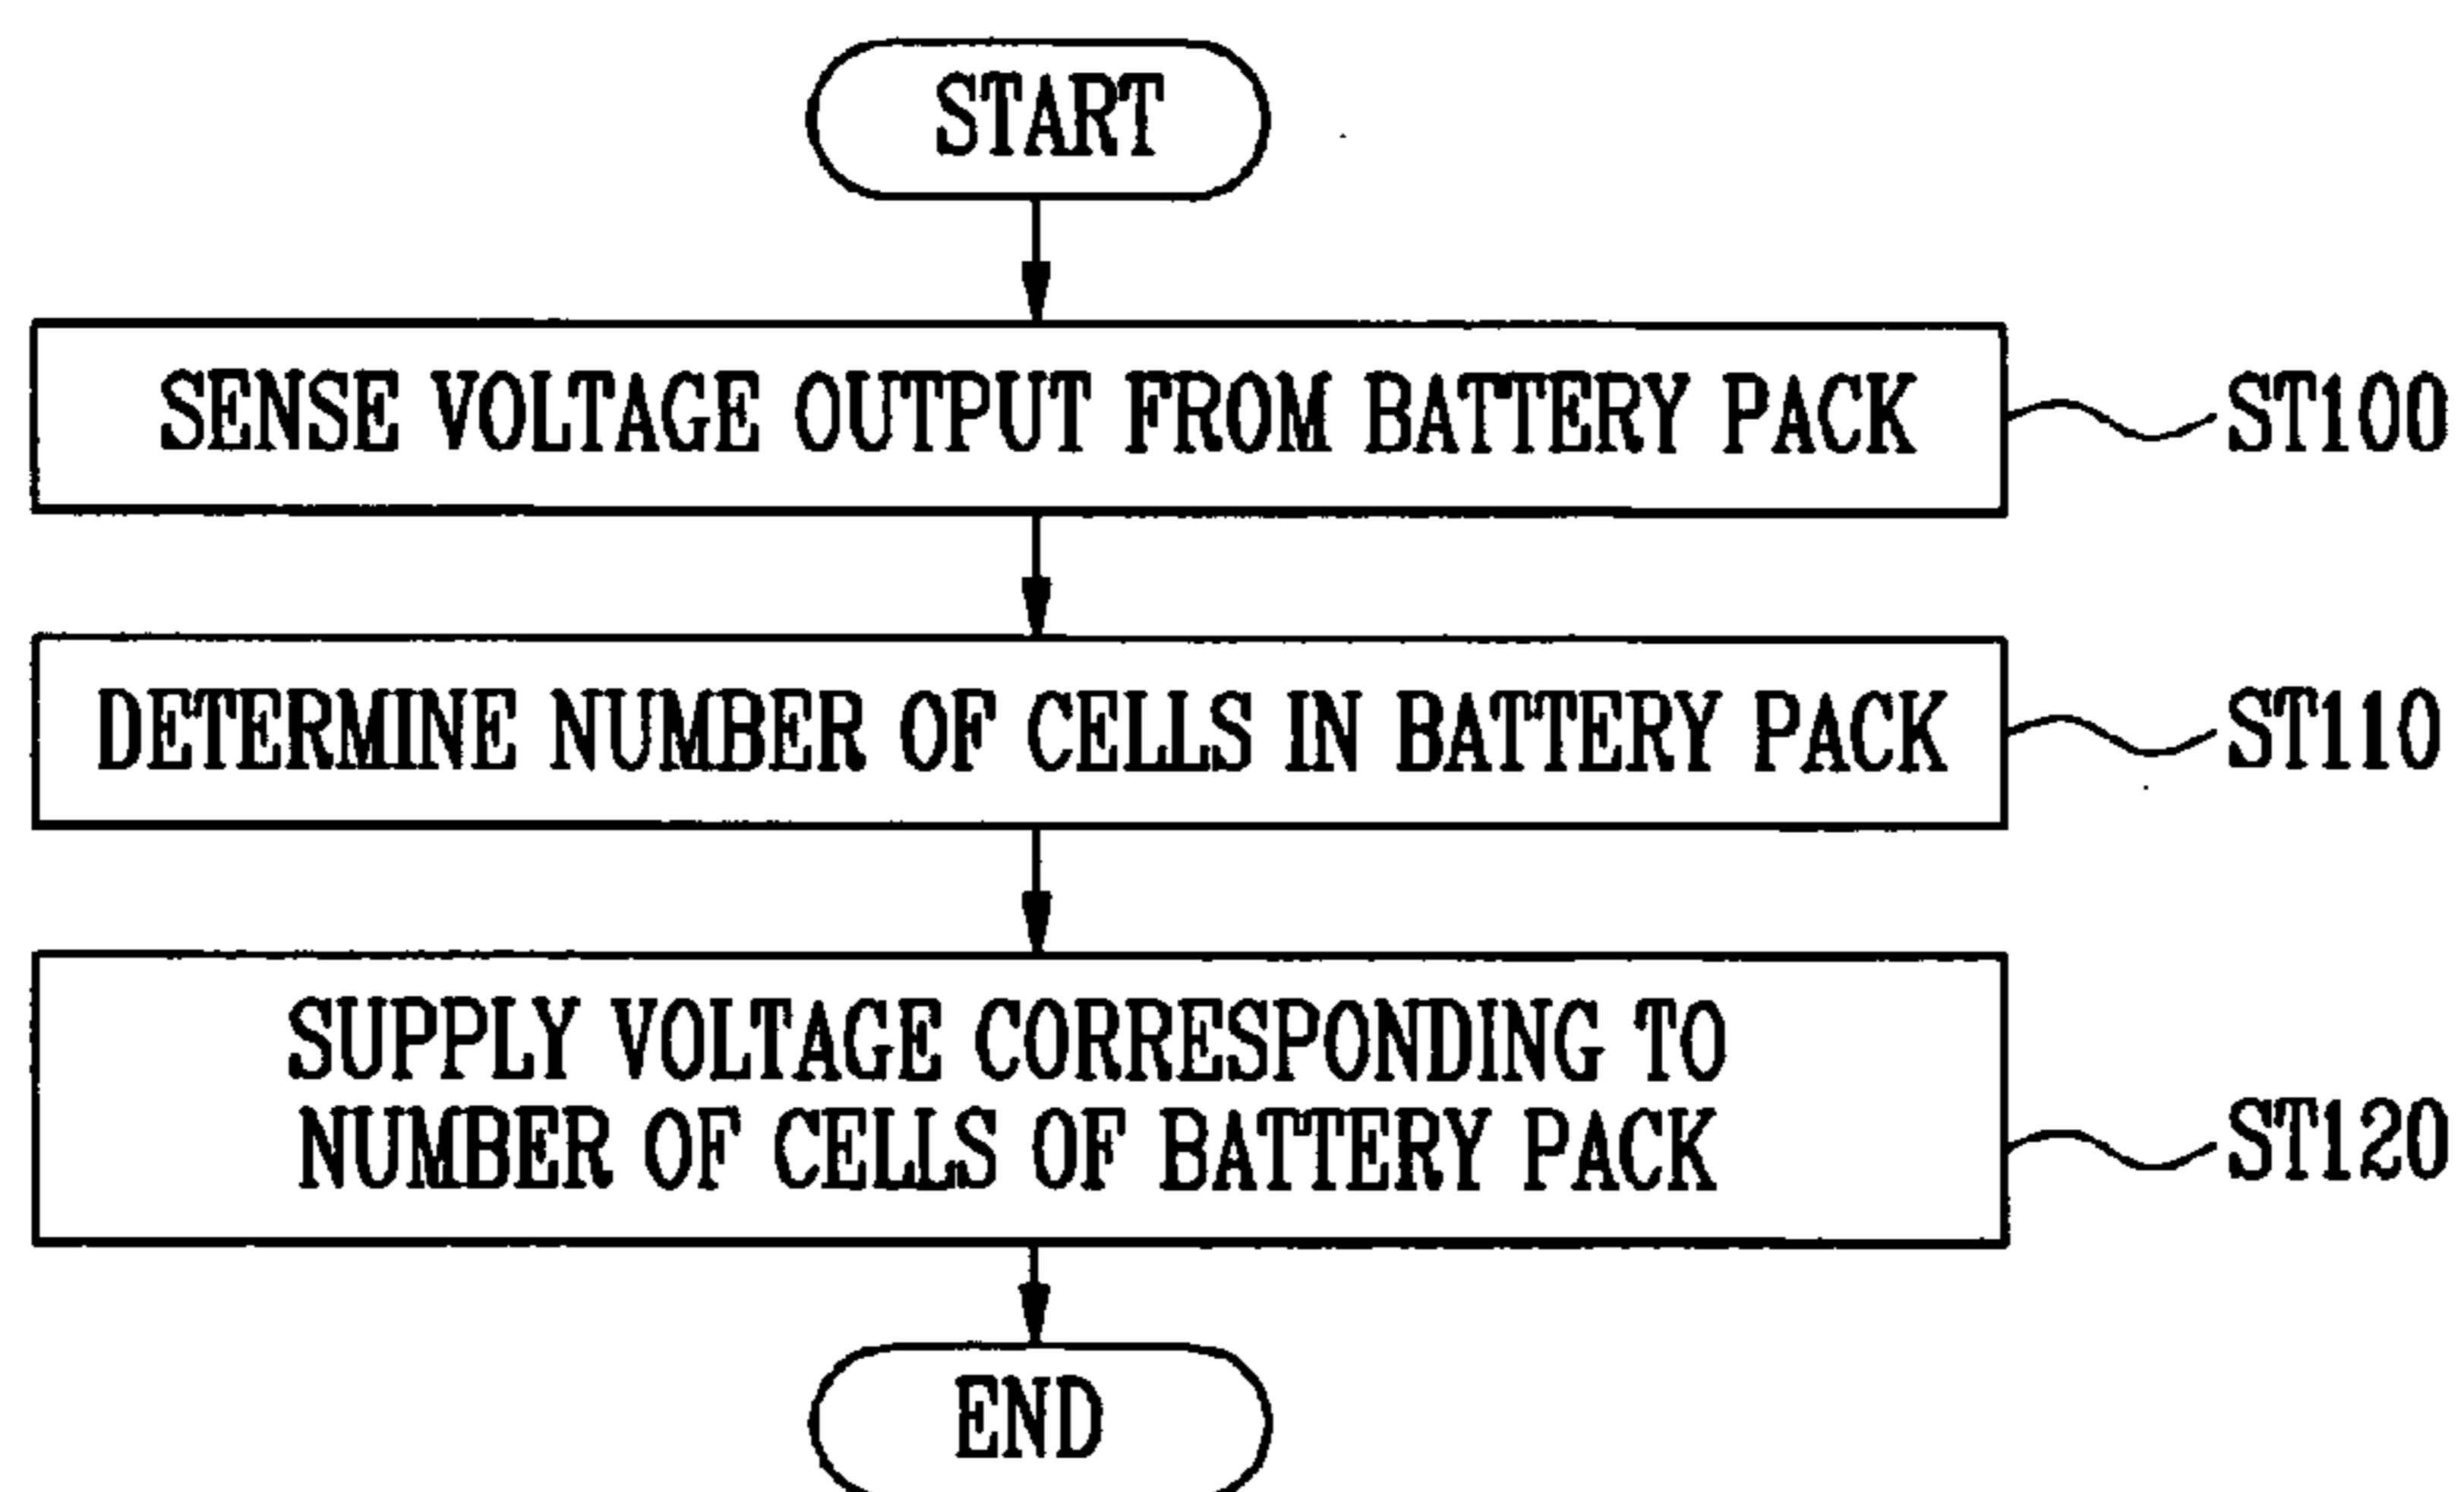 START
SENSE VOLTAGE OUTPUT FROM BATTERY PACK
ST100
DETERMINE NUMBER OF CELLS IN BATTERY PACK
ST110
SUPPLY VOLTAGE CORRESPONDING TO
NUMBER OF CELLS OF BATTERY PACK
ST120
END